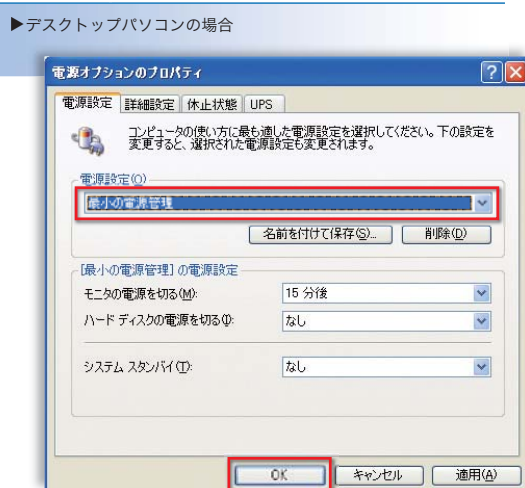 ▶デスクトップパソコンの場合
電源オプションのプロパティ
電源設定 詳細設定 休止状態 UPS
コンピュータの使い方に最も適した電源設定を選択してください。下の設定を
変更すると、選択された電源設定も変更されます。
電源設定(O)
最小の電源管理
名前を付けて保存(S)... 削除(D)
[最小の電源管理] の電源設定
モニタの電源を切る(M): 15 分後
ハード ディスクの電源を切る(I): なし
システム スタンバイ(T): なし
OK キャンセル 適用(A)